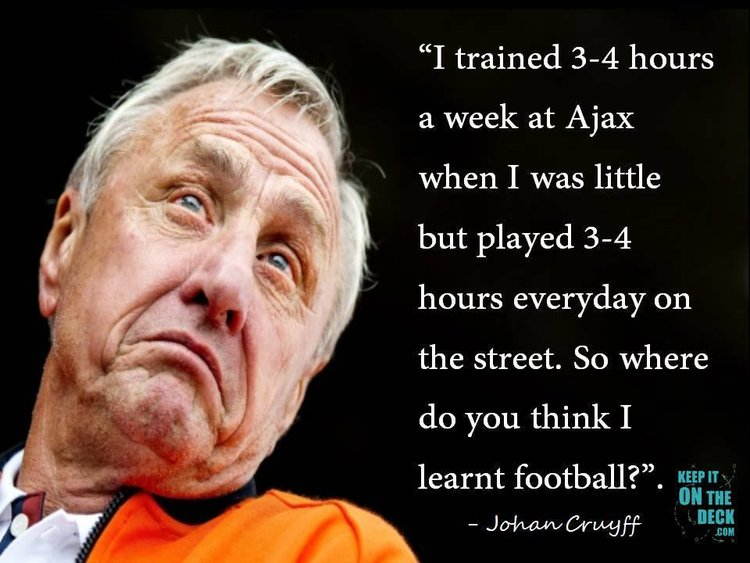 “I trained 3-4 hours
a week at Ajax
when I was little
but played 3-4
hours everyday on
the street. So where
do you think I
learnt football?”.
- Johan Cruyff
KEEP IT
ON THE
DECK
.COM